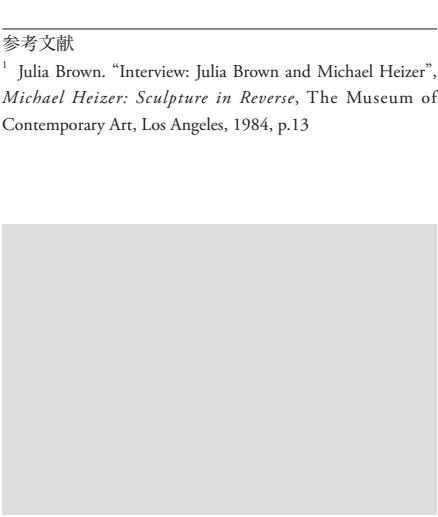 参考文献
¹ Julia Brown. “Interview: Julia Brown and Michael Heizer”,
Michael Heizer: Sculpture in Reverse, The Museum of
Contemporary Art, Los Angeles, 1984, p.13